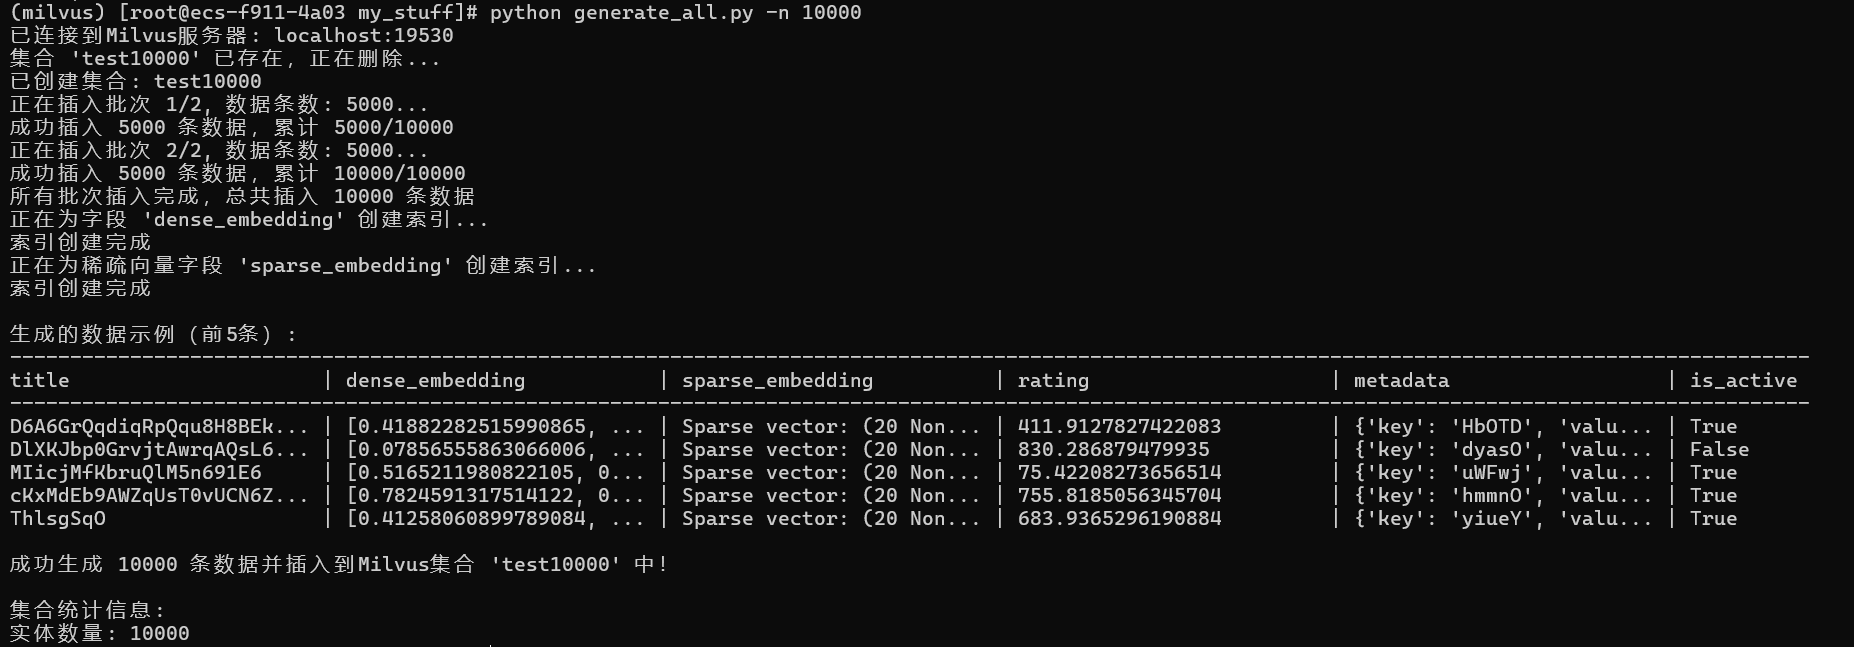 (milvus) [root@ecs-f911-4a03 my_stuff]# python generate_all.py -n 10000
已连接到Milvus服务器: localhost:19530
集合 'test10000' 已存在, 正在删除...
已创建集合: test10000
正在插入批次 1/2, 数据条数: 5000...
成功插入 5000 条数据, 累计 5000/10000
正在插入批次 2/2, 数据条数: 5000...
成功插入 5000 条数据, 累计 10000/10000
所有批次插入完成, 总共插入 10000 条数据
正在为字段 'dense_embedding' 创建索引...
索引创建完成
正在为稀疏向量字段 'sparse_embedding' 创建索引...
索引创建完成
生成的数据示例 (前5条) :
title | dense_embedding | sparse_embedding | rating | metadata | is_active
D6A6GrQqdiqRpQqu8H8BEk... | [0.41882282515990865, ... | Sparse vector: (20 Non... | 411.9127827422083 | {'key': 'HbOTD', 'valu... | True
DlXKJbp0GrvjtAwrqAQsL6... | [0.07856555863066006, ... | Sparse vector: (20 Non... | 830.286879479935 | {'key': 'dyasO', 'valu... | False
MIicjMfKbruQlM5n691E6 | [0.5165211980822105, 0... | Sparse vector: (20 Non... | 75.42208273656514 | {'key': 'uWFwj', 'valu... | True
cKxMdEb9AWZqUsT0vUCN6Z... | [0.7824591317514122, 0... | Sparse vector: (20 Non... | 755.8185056345704 | {'key': 'hmmnO', 'valu... | True
ThlsgSqO | [0.41258060899789084, ... | Sparse vector: (20 Non... | 683.9365296190884 | {'key': 'yiueY', 'valu... | True
成功生成 10000 条数据并插入到Milvus集合 'test10000' 中!
集合统计信息:
实体数量: 10000